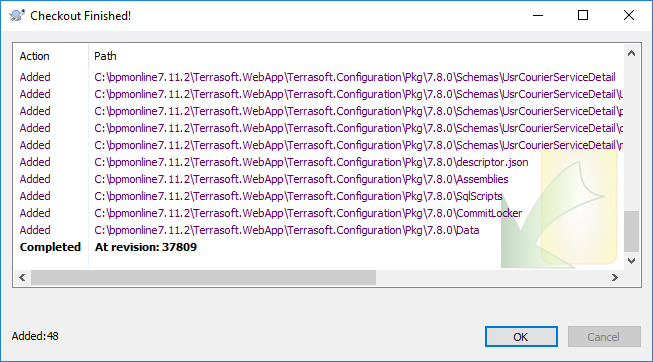 Checkout Finished!
Action Path
Added C:\bpmonline7.11.2\Terrasoft.WebApp\Terrasoft.Configuration\Pkg\7.8.0\Schemas\UsrCourierServiceDetail
Added C:\bpmonline7.11.2\Terrasoft.WebApp\Terrasoft.Configuration\Pkg\7.8.0\Schemas\UsrCourierServiceDetail\
Added C:\bpmonline7.11.2\Terrasoft.WebApp\Terrasoft.Configuration\Pkg\7.8.0\Schemas\UsrCourierServiceDetail\
Added C:\bpmonline7.11.2\Terrasoft.WebApp\Terrasoft.Configuration\Pkg\7.8.0\Schemas\UsrCourierServiceDetail\
Added C:\bpmonline7.11.2\Terrasoft.WebApp\Terrasoft.Configuration\Pkg\7.8.0\Schemas\UsrCourierServiceDetail\
Added C:\bpmonline7.11.2\Terrasoft.WebApp\Terrasoft.Configuration\Pkg\7.8.0\descriptor.json
Added C:\bpmonline7.11.2\Terrasoft.WebApp\Terrasoft.Configuration\Pkg\7.8.0\Assemblies
Added C:\bpmonline7.11.2\Terrasoft.WebApp\Terrasoft.Configuration\Pkg\7.8.0\SqlScripts
Added C:\bpmonline7.11.2\Terrasoft.WebApp\Terrasoft.Configuration\Pkg\7.8.0\CommitLocker
Added C:\bpmonline7.11.2\Terrasoft.WebApp\Terrasoft.Configuration\Pkg\7.8.0\Data
Completed At revision: 37809
Added:48
OK Cancel